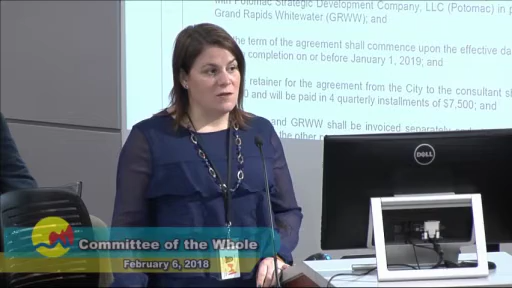 with Potomac Strategic Development Company, LLC (Potomac) in p
Grand Rapids Whitewater (GRWW); and
the term of the agreement shall commence upon the effective da
completion on or before January 1, 2019; and
retainer for the agreement from the City to the consultant s
0 and will be paid in 4 quarterly installments of $7,500; and
and GRWW shall be invoiced separately
the other
DELL
Committee of the Whole
February 6, 2018